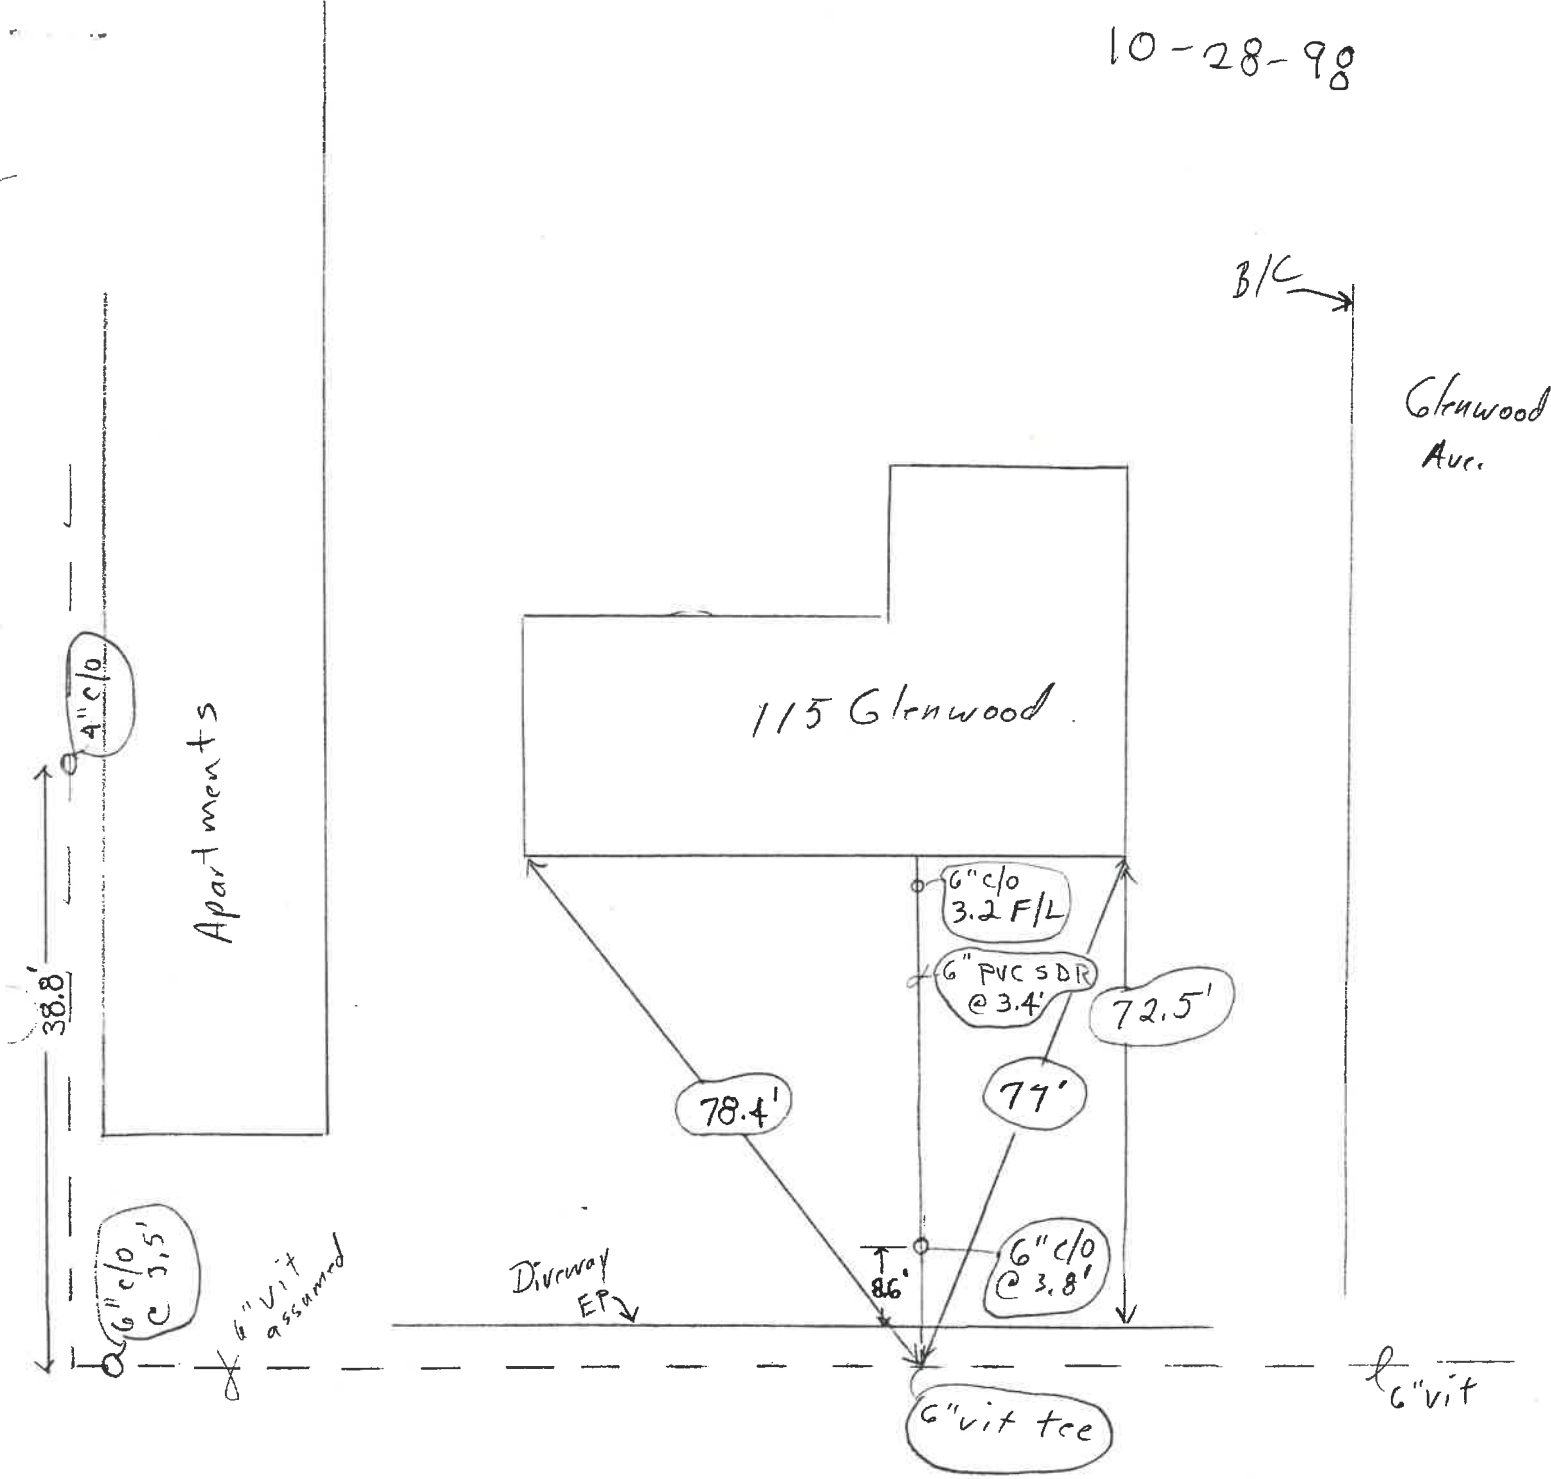 10-28-98
B/C
Glenwood
Ave.
4" c/o
115 Glenwood
Apartments
6" c/o
3.2 F/L
6" PVC SDR
@ 3.4'
38.8'
72.5'
78.4'
77'
6" c/o
@ 3.5'
6" vit
assumed
Diveway
EP
8.6'
6" c/o
@ 3.8'
6" vit
6" vit tee